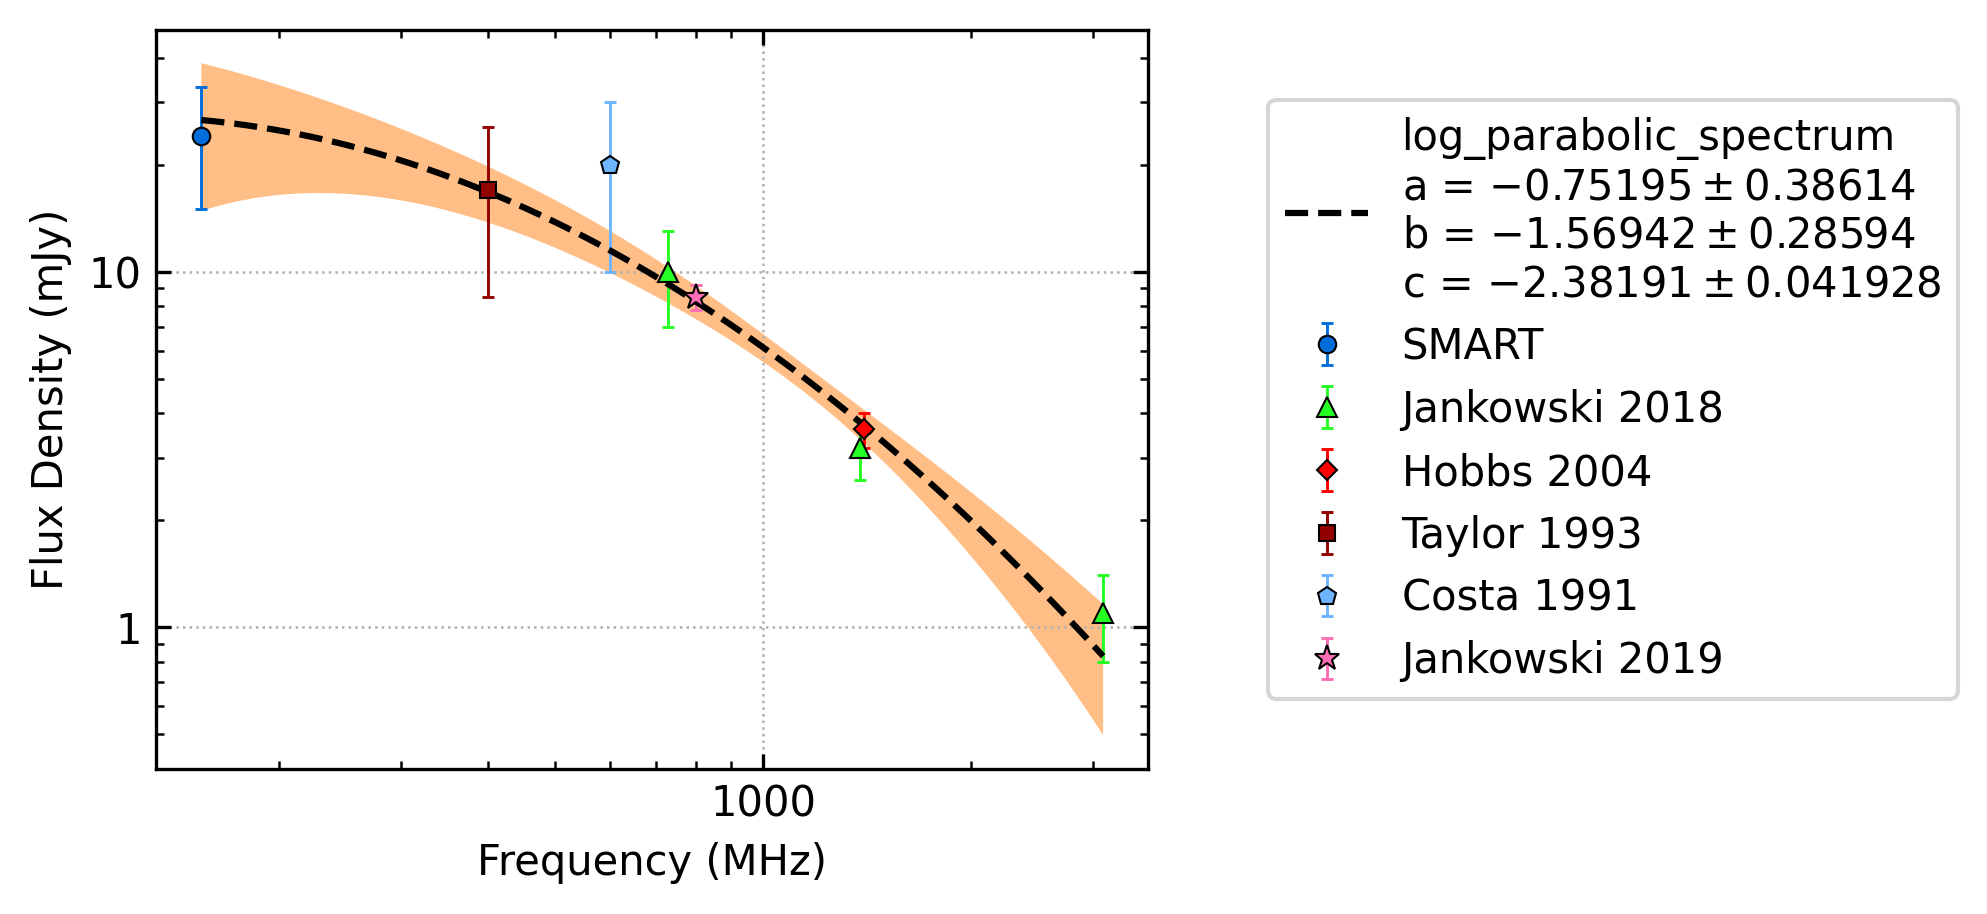 Flux Density (mJy)
10
1
1000
Frequency (MHz)
log_parabolic_spectrum
a = −0.75195 ± 0.38614
b = −1.56942 ± 0.28594
c = −2.38191 ± 0.041928
SMART
Jankowski 2018
Hobbs 2004
Taylor 1993
Costa 1991
Jankowski 2019